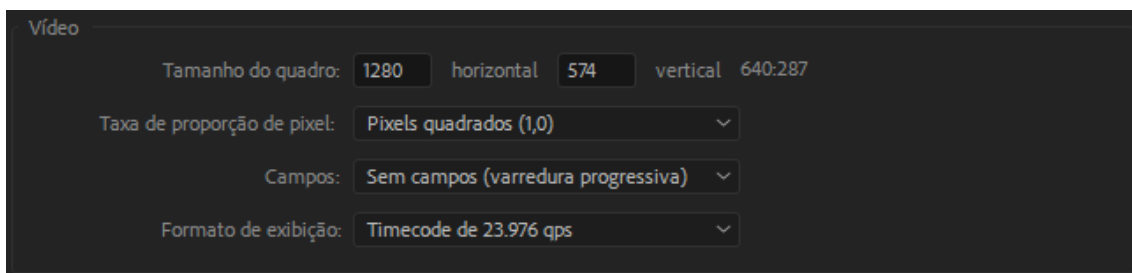 Vídeo
Tamanho do quadro: 1280 horizontal 574 vertical 640:287
Taxa de proporção de pixel: Pixels quadrados (1,0)
Campos: Sem campos (varredura progressiva)
Formato de exibição: Timecode de 23.976 qps